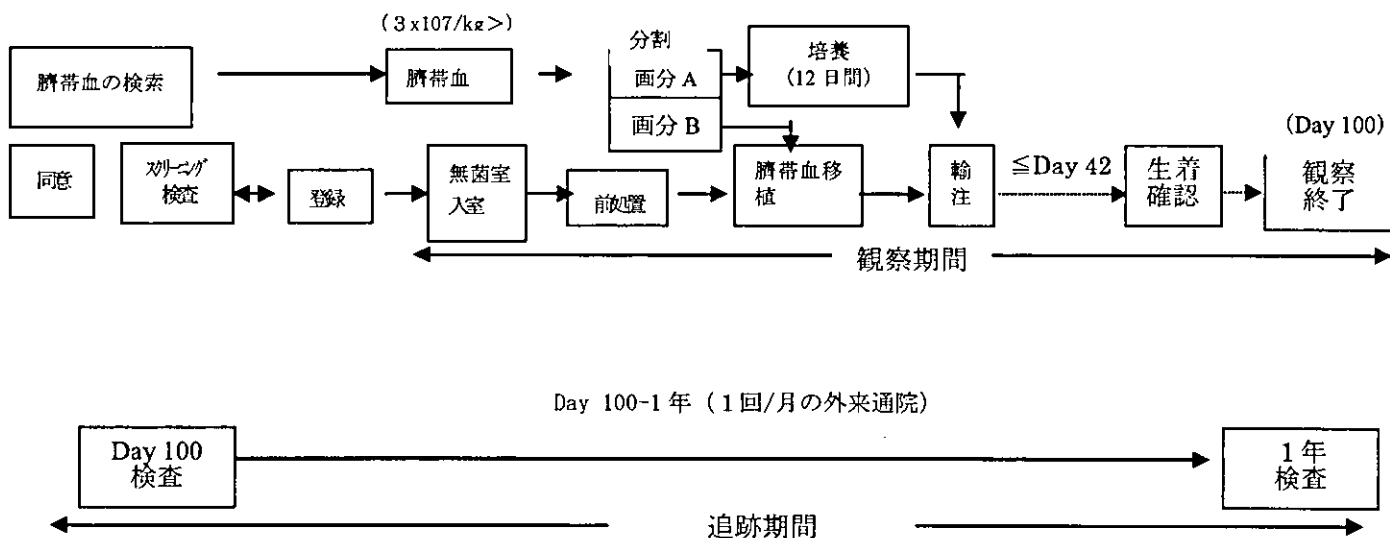 (３x107/kg>)
臍帯血の検索
臍帯血
分割
画分 A
画分 B
培養
(12 日間)
同意
スクリーニング
検査
登録
無菌室
入室
前処置
臍帯血移
植
輸
注
≦Day 42
生着
確認
(Day 100)
観察
終了
観察期間
Day 100-1 年 (１回/月の外来通院)
Day 100
検査
１年
検査
追跡期間